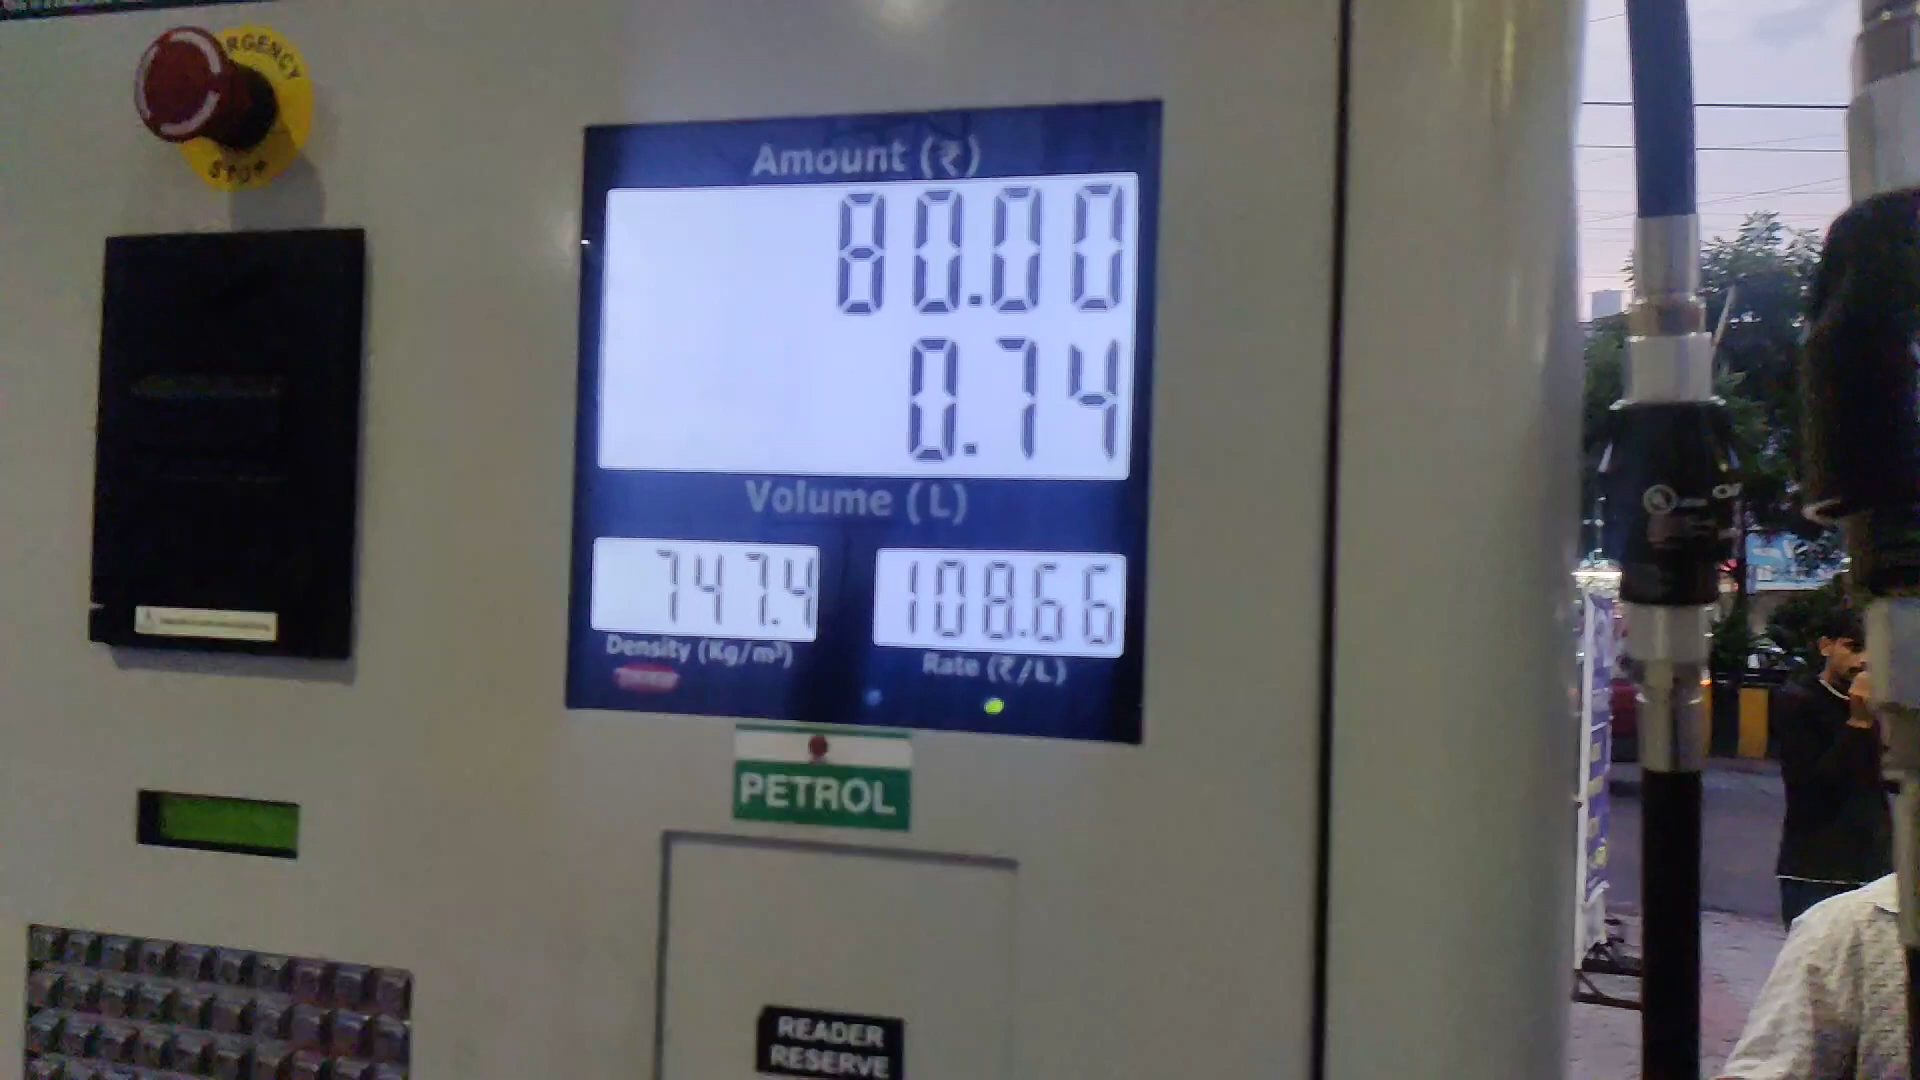 EMERGENCY
STOP
Amount (₹)
80.00
0.74
Volume (L)
747.4
108.66
Density (Kg/m³)
Rate (₹/L)
PETROL
READER
RESERVE